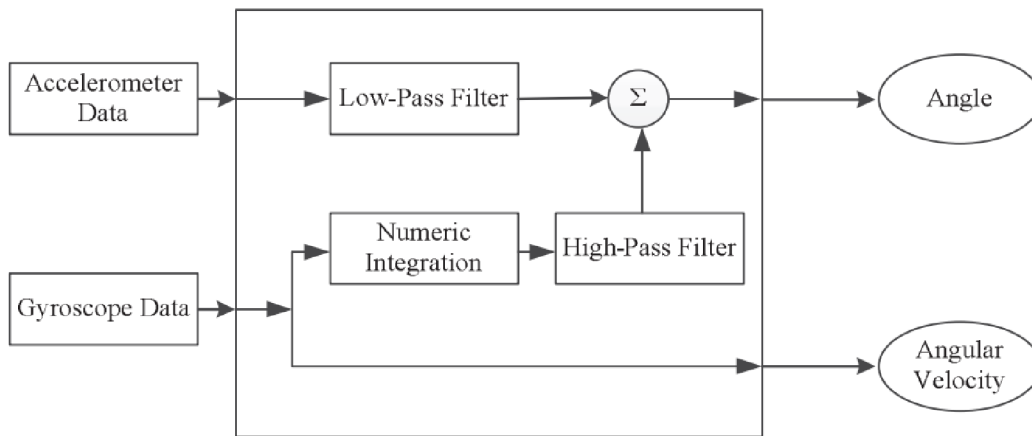 Accelerometer
Data
Low-Pass Filter
Σ
Angle
Numeric
Integration
High-Pass Filter
Gyroscope Data
Angular
Velocity